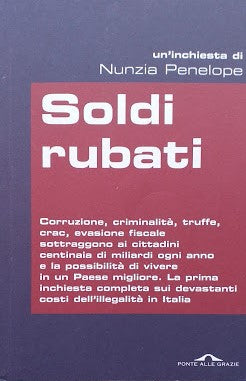 un'inchiesta di
Nunzia Penelope
Soldi
rubati
Corruzione, criminalità, truffe,
crac, evasione fiscale
sottraggono ai cittadini
centinaia di miliardi ogni anno
e la possibilità di vivere
in un Paese migliore. La prima
inchiesta completa sui devastanti
costi dell'illegalità in Italia
PONTE ALLE GRAZIE